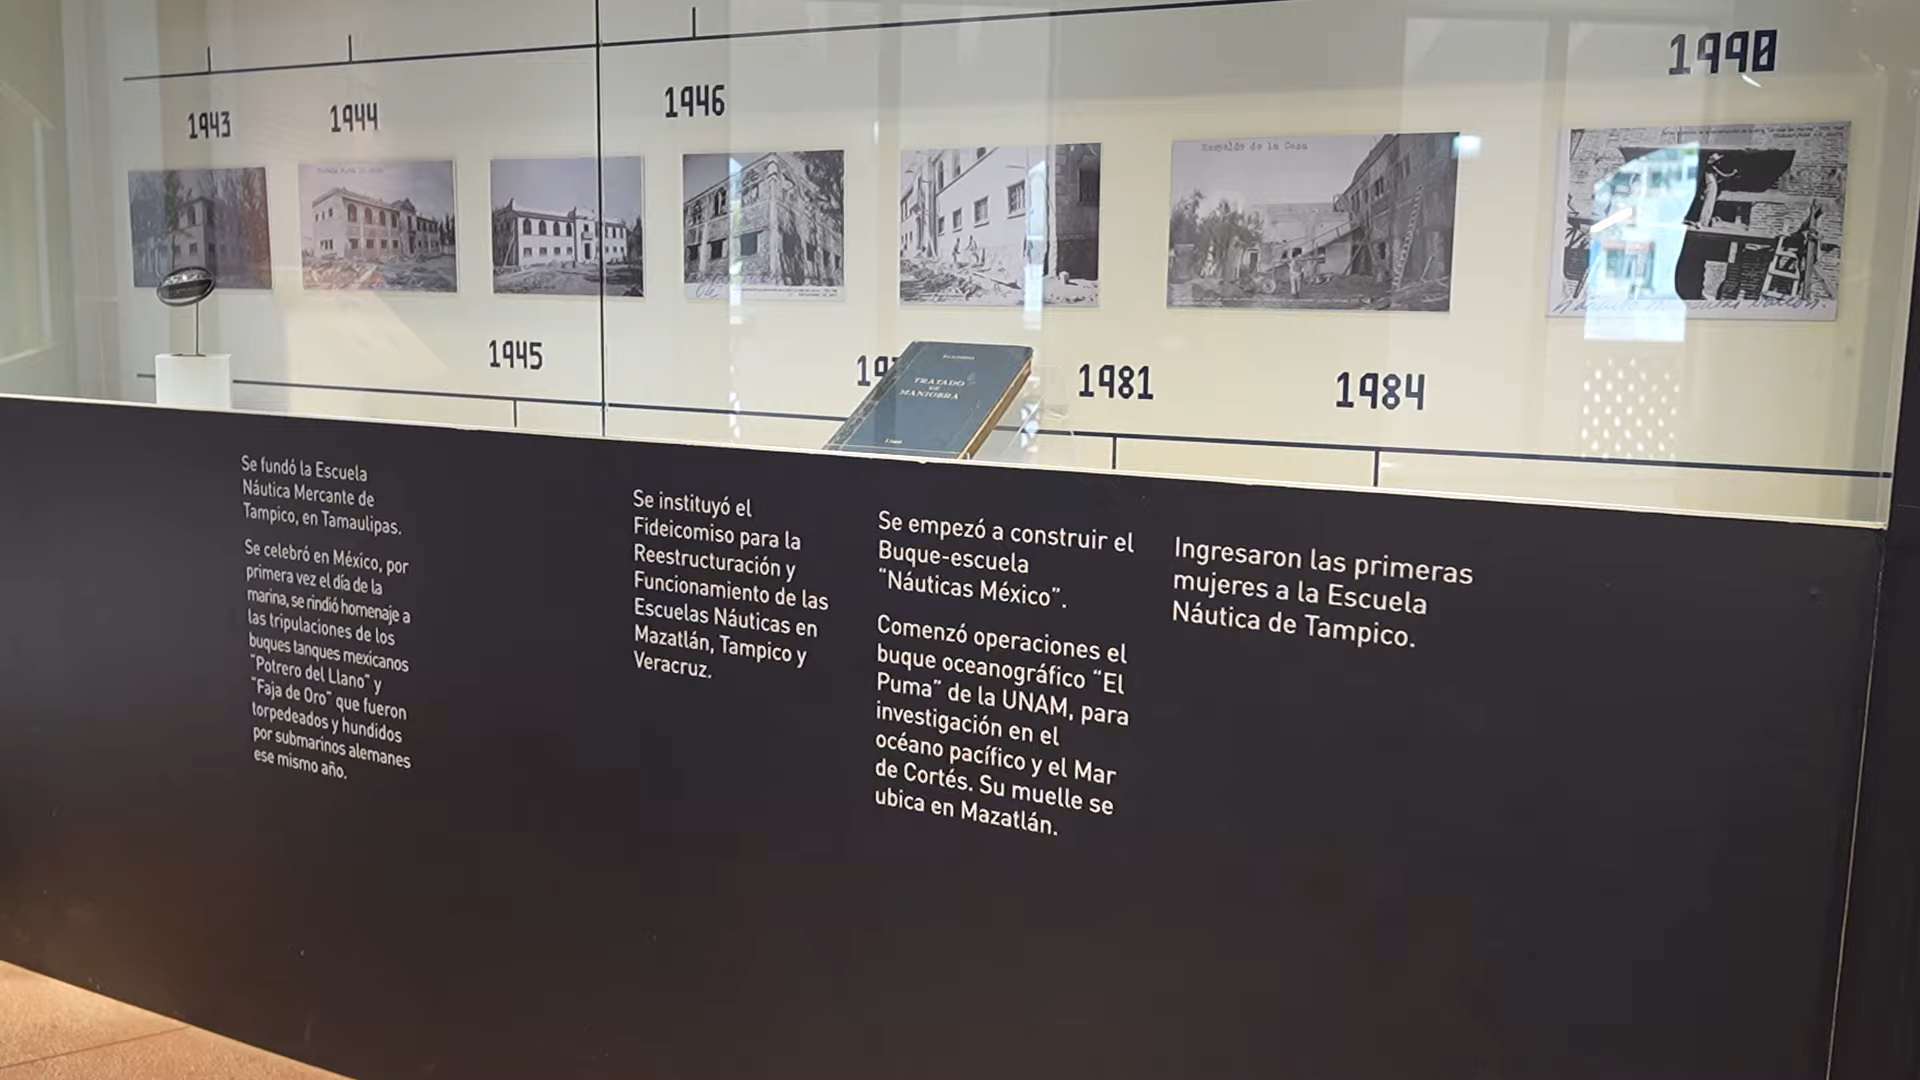 1943
1944
1946
1990
Respaldo de la Casa
1945
1981
1984
TRATADO
DE
MANIOBRA
Se fundó la Escuela
Náutica Mercante de
Tampico, en Tamaulipas.
Se celebró en México, por
primera vez el día de la
marina, se rindió homenaje a
las tripulaciones de los
buques tanques mexicanos
"Potrero del Llano" y
"Faja de Oro" que fueron
torpedeados y hundidos
por submarinos alemanes
ese mismo año.
Se instituyó el
Fideicomiso para la
Reestructuración y
Funcionamiento de las
Escuelas Náuticas en
Mazatlán, Tampico y
Veracruz.
Se empezó a construir el
Buque-escuela
"Náuticas México".
Comenzó operaciones el
buque oceanográfico "El
Puma" de la UNAM, para
investigación en el
océano pacífico y el Mar
de Cortés. Su muelle se
ubica en Mazatlán.
Ingresaron las primeras
mujeres a la Escuela
Náutica de Tampico.